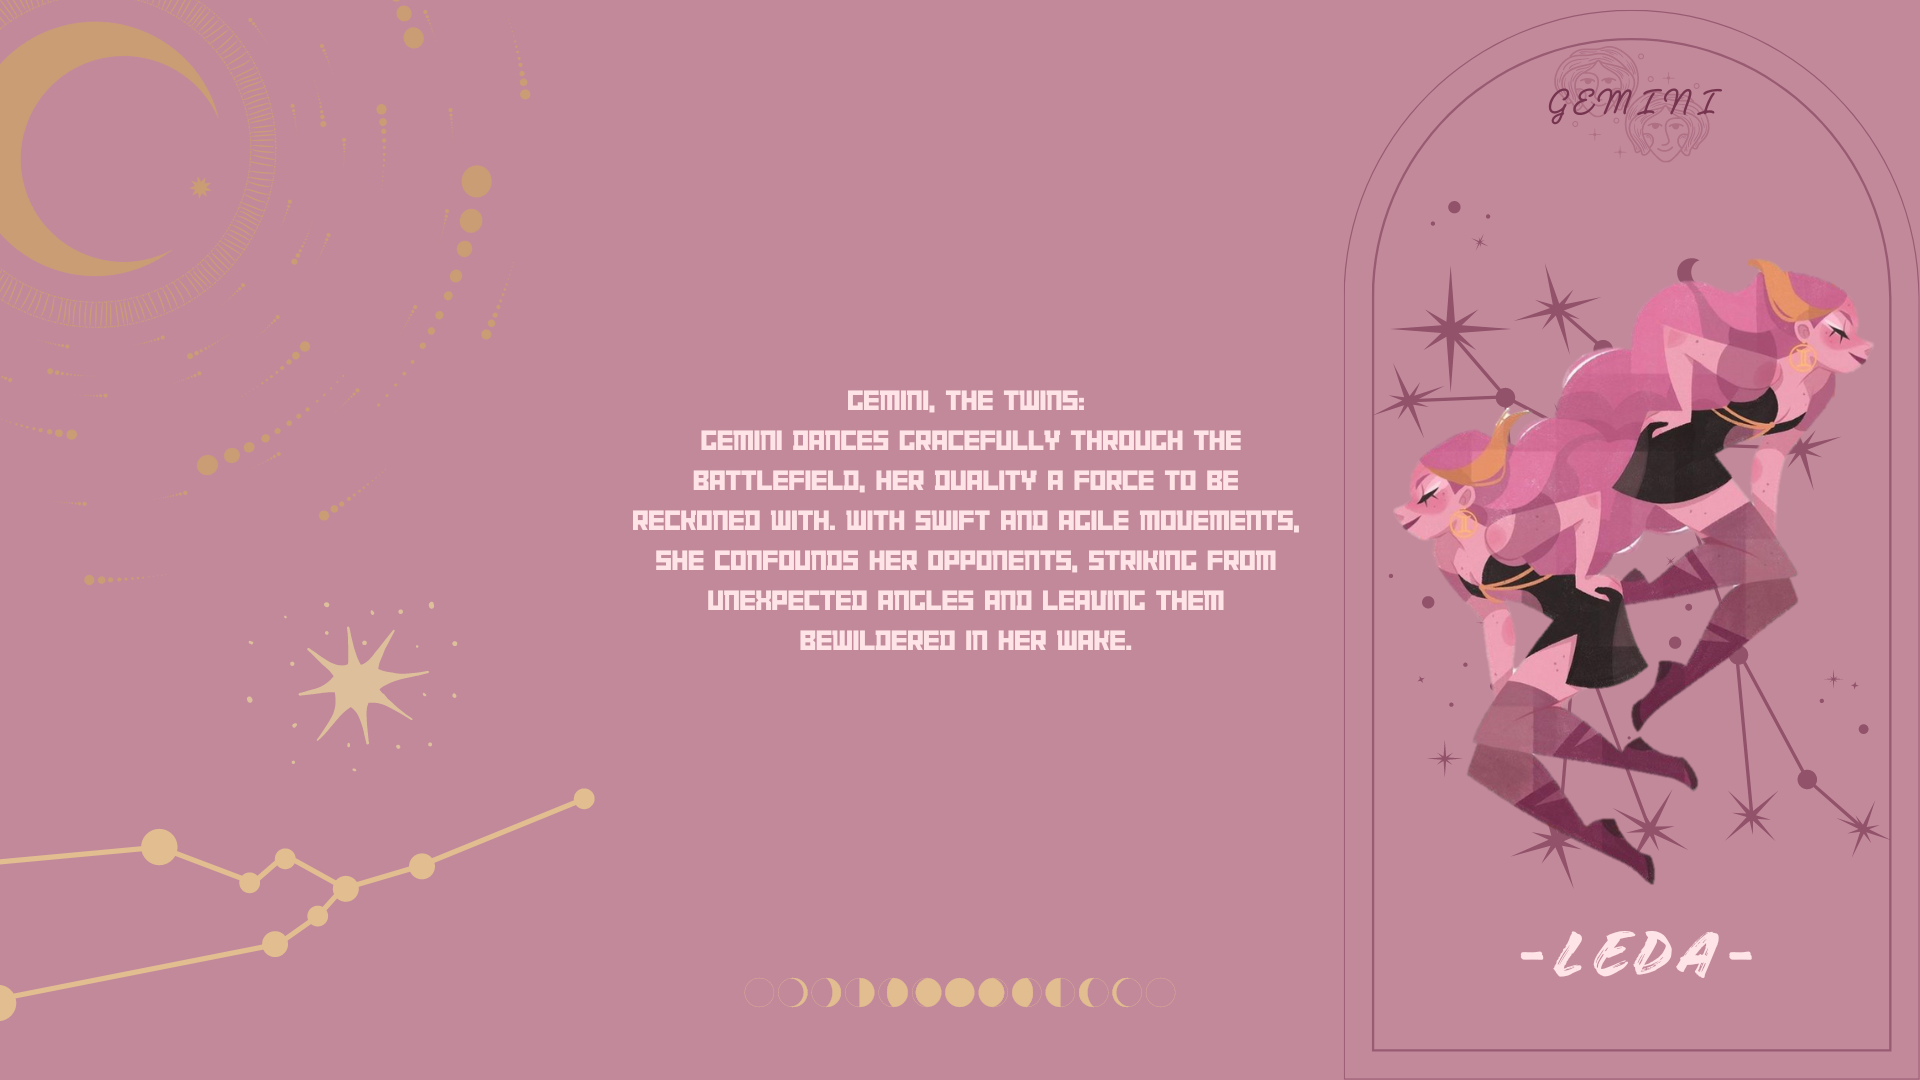 GEMINI, THE TWINS:
GEMINI DANCES GRACEFULLY THROUGH THE
BATTLEFIELD, HER DUALITY A FORCE TO BE
RECKONED WITH. WITH SWIFT AND AGILE MOVEMENTS,
SHE CONFOUNDS HER OPPONENTS, STRIKING FROM
UNEXPECTED ANGLES AND LEAVING THEM
BEWILDERED IN HER WAKE.
GEMINI
-LEDA-